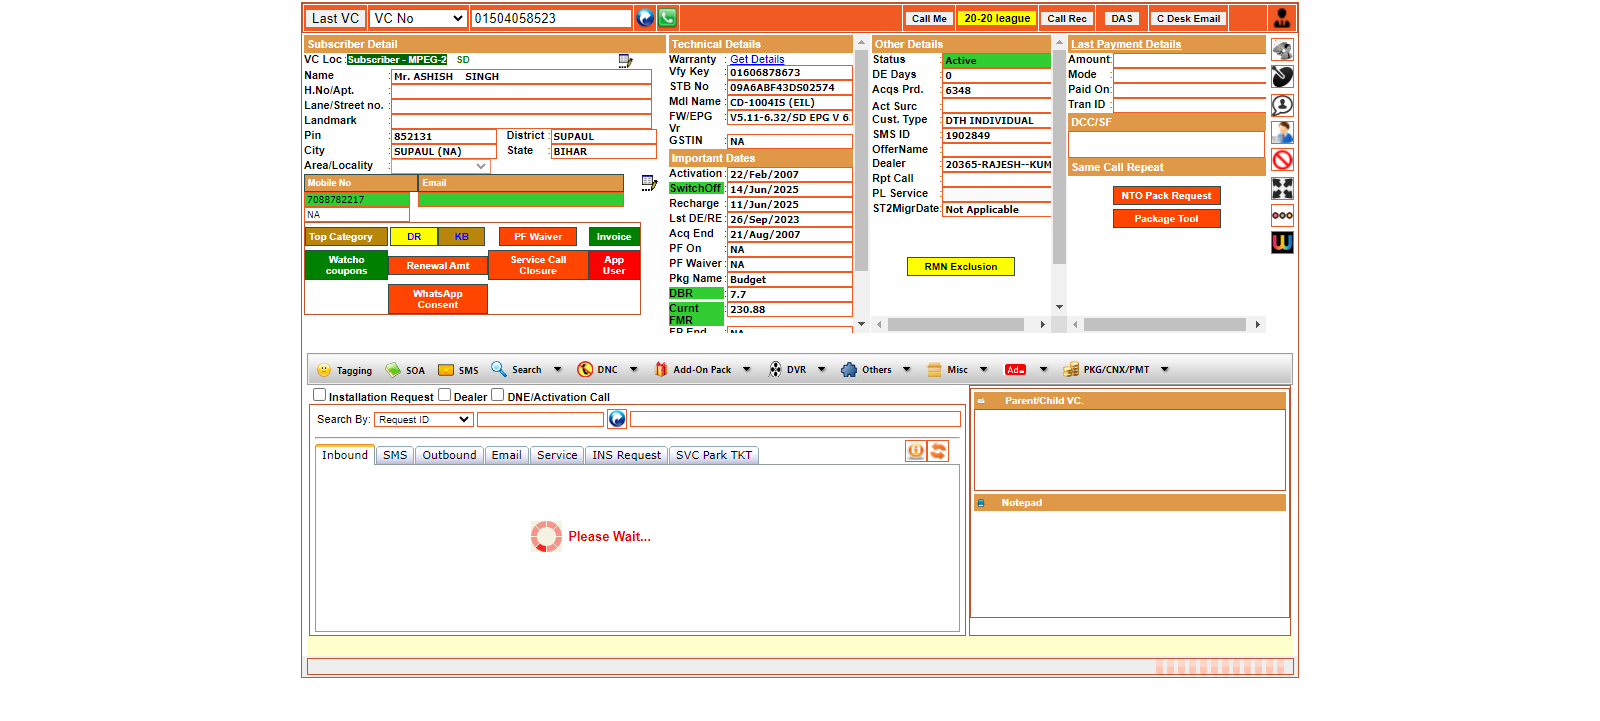 Last VC VC No 01504058523 Call Me 20-20 league Call Rec DAS C Desk Email
Subscriber Detail
VC Loc : Subscriber - MPEG-2 SD
Name : Mr. ASHISH SINGH
H.No/Apt. :
Lane/Street no. :
Landmark :
Pin : 852131 District : SUPAUL
City : SUPAUL (NA) State : BIHAR
Area/Locality :
Mobile No Email
7088782217
NA
Top Category DR KB PF Waiver Invoice
Watcho coupons Renewal Amt Service Call Closure App User
WhatsApp Consent
Technical Details
Warranty : Get Details
Vfy Key : 01606878673
STB No : 09A6ABF43DS02574
Mdl Name : CD-1004IS (EIL)
FW/EPG Vr : V5.11-6.32/SD EPG V 6
GSTIN : NA
Important Dates
Activation : 22/Feb/2007
SwitchOff : 14/Jun/2025
Recharge : 11/Jun/2025
Lst DE/RE : 26/Sep/2023
Acq End : 21/Aug/2007
PF On : NA
PF Waiver : NA
Pkg Name : Budget
DBR : 7.7
Curnt FMR : 230.88
FP End : NA
Other Details
Status : Active
DE Days : 0
Acqs Prd. : 6348
Act Surc :
Cust. Type : DTH INDIVIDUAL
SMS ID : 1902849
OfferName :
Dealer : 20365-RAJESH--KUM
Rpt Call :
PL Service :
ST2MigrDate: Not Applicable
RMN Exclusion
Last Payment Details
Amount:
Mode :
Paid On:
Tran ID :
DCC/SF
Same Call Repeat
NTO Pack Request
Package Tool
Tagging SOA SMS Search DNC Add-On Pack DVR Others Misc Ad PKG/CNX/PMT
Installation Request Dealer DNE/Activation Call
Search By: Request ID
Inbound SMS Outbound Email Service INS Request SVC Park TKT
Please Wait...
Parent/Child VC.
Notepad